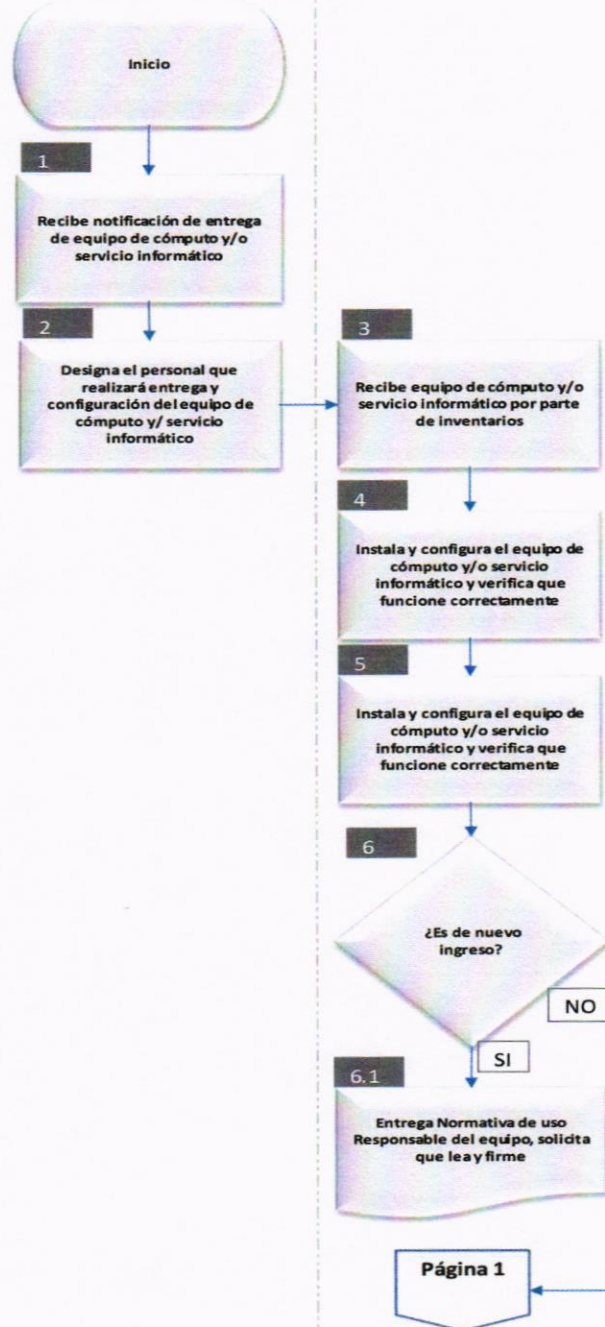 Inicio
1
Recibe notificación de entrega
de equipo de cómputo y/o
servicio informático
2
Designa el personal que
realizará entrega y
configuración del equipo de
cómputo y/ servicio
informático
3
Recibe equipo de cómputo y/o
servicio informático por parte
de inventarios
4
Instala y configura el equipo de
cómputo y/o servicio
informático y verifica que
funcione correctamente
5
Instala y configura el equipo de
cómputo y/o servicio
informático y verifica que
funcione correctamente
6
¿Es de nuevo
ingreso?
NO
SI
6.1
Entrega Normativa de uso
Responsable del equipo, solicita
que lea y firme
Página 1